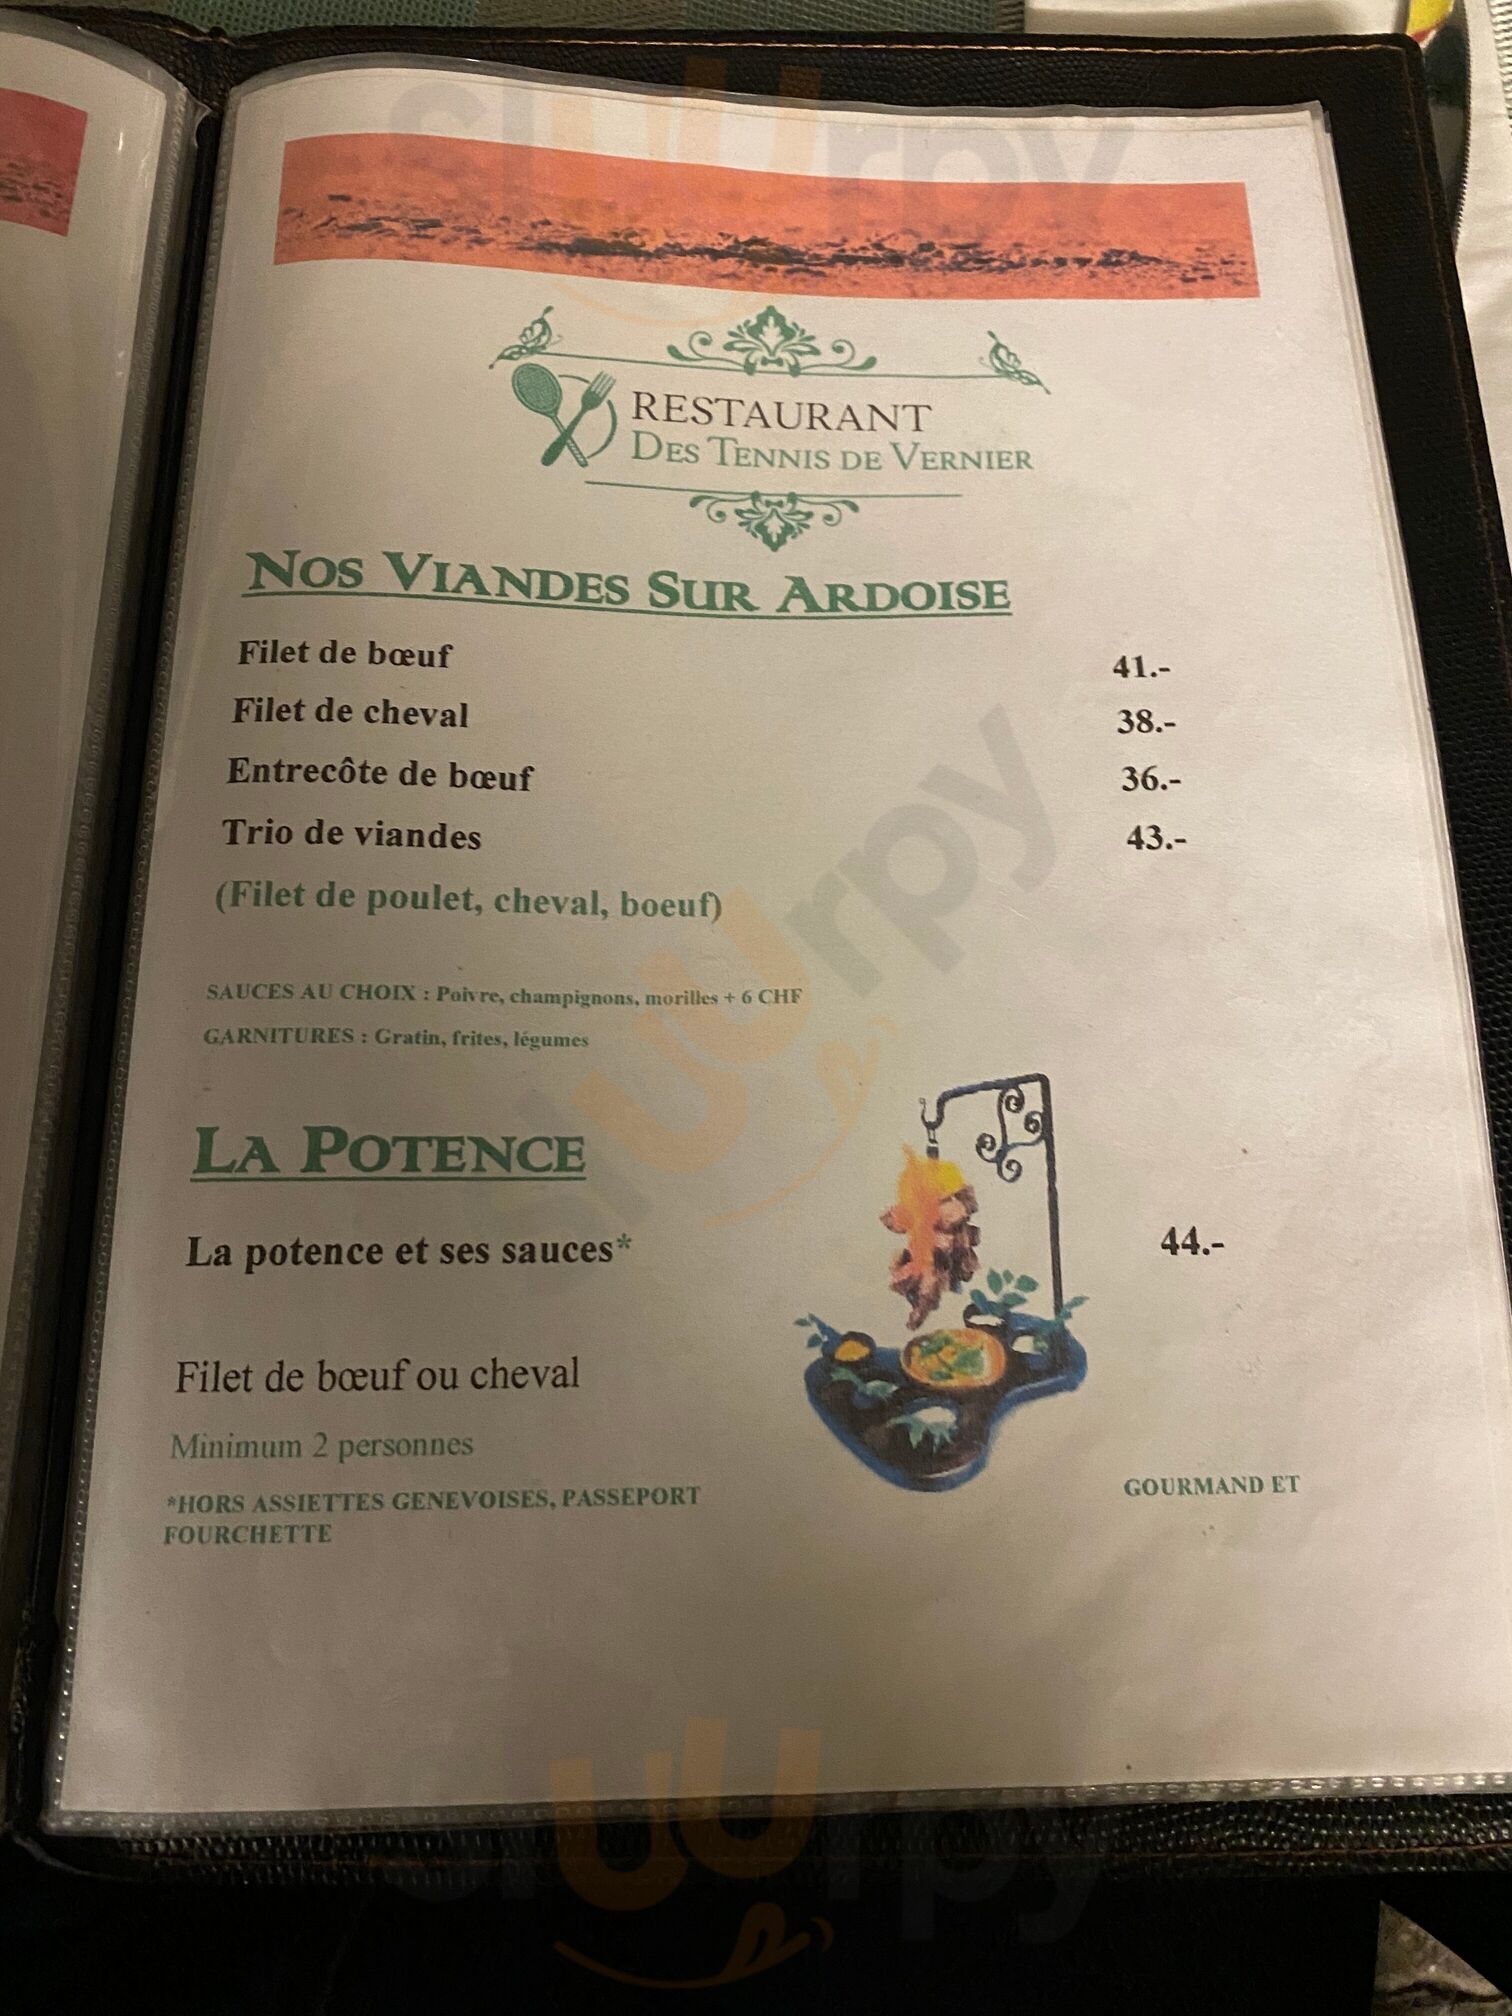 RESTAURANT
DES TENNIS DE VERNIER
NOS VIANDES SUR ARDOISE
Filet de bœuf 41.-
Filet de cheval 38.-
Entrecôte de bœuf 36.-
Trio de viandes 43.-
(Filet de poulet, cheval, boeuf)
SAUCES AU CHOIX : Poivre, champignons, morilles + 6 CHF
GARNITURES : Gratin, frites, légumes
LA POTENCE
La potence et ses sauces* 44.-
Filet de bœuf ou cheval
Minimum 2 personnes
*HORS ASSIETTES GENEVOISES, PASSEPORT GOURMAND ET
FOURCHETTE
sluurpy
sluurpy
sluurpy